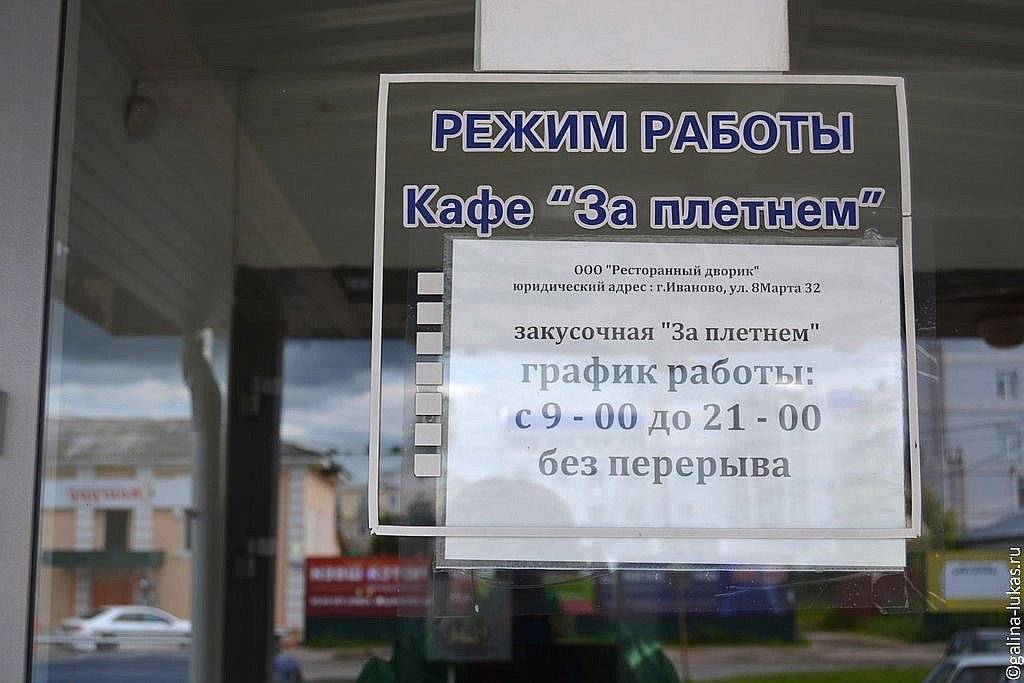 РЕЖИМ РАБОТЫ
Кафе "За плетнем"
ООО "Ресторанный дворик"
юридический адрес : г.Иваново, ул. 8Марта 32
закусочная "За плетнем"
график работы:
с 9 - 00 до 21 - 00
без перерыва
©galina-lukas.ru